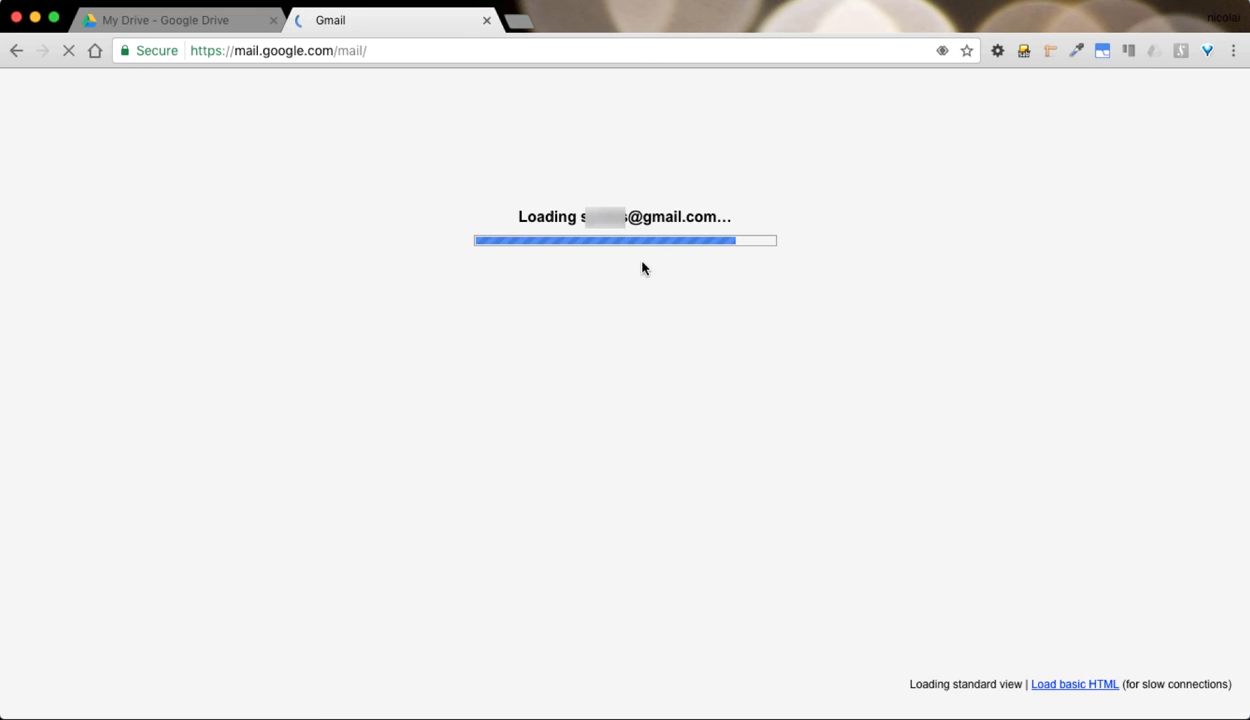 My Drive - Google Drive
Gmail
nicolai
Secure
https://mail.google.com/mail/
Loading s s@gmail.com...
Loading standard view | Load basic HTML (for slow connections)